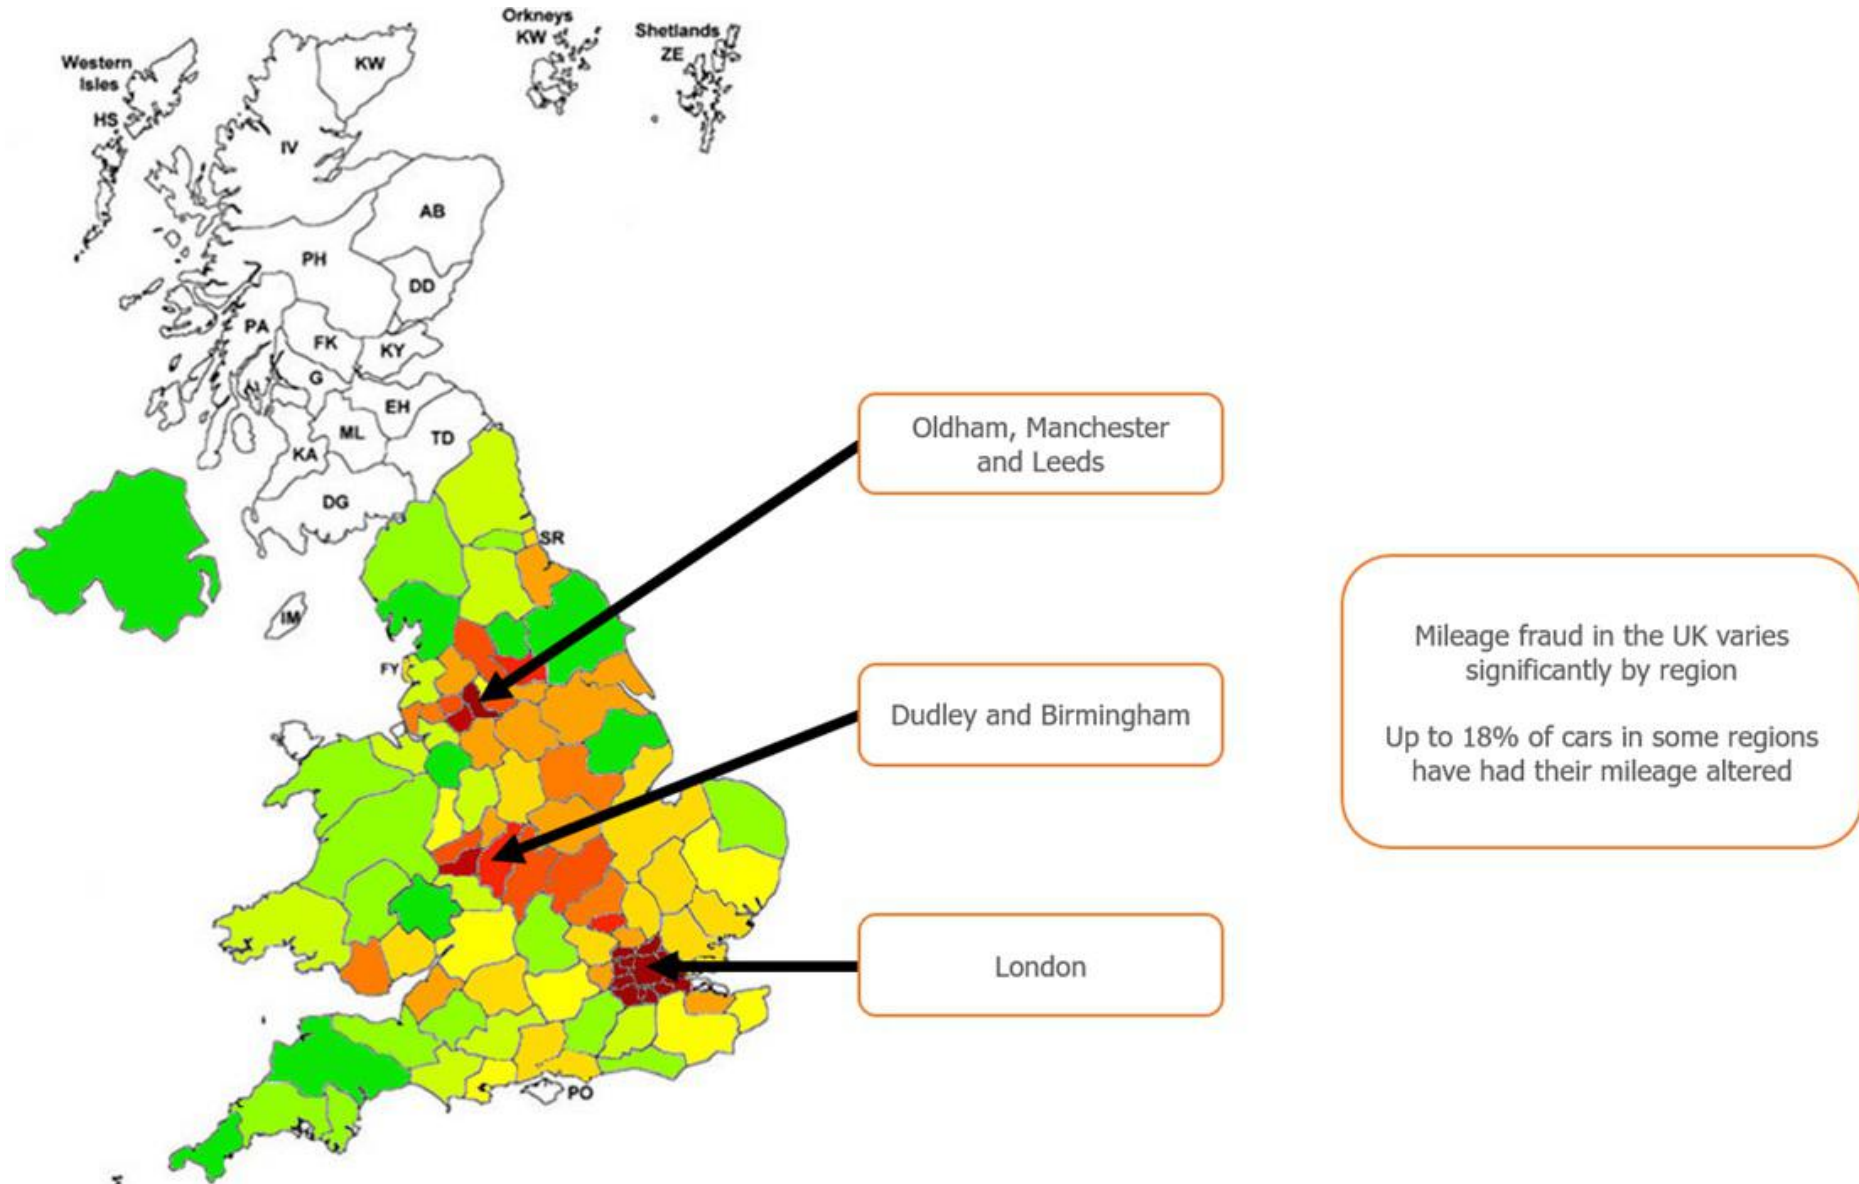 Orkneys
KW
Shetlands
ZE
Western
Isles
HS
KW
IV
AB
PH
DD
PA
FK
KY
G
EH
ML
TD
KA
DG
SR
IM
FY
PO
Oldham, Manchester
and Leeds
Dudley and Birmingham
London
Mileage fraud in the UK varies
significantly by region
Up to 18% of cars in some regions
have had their mileage altered